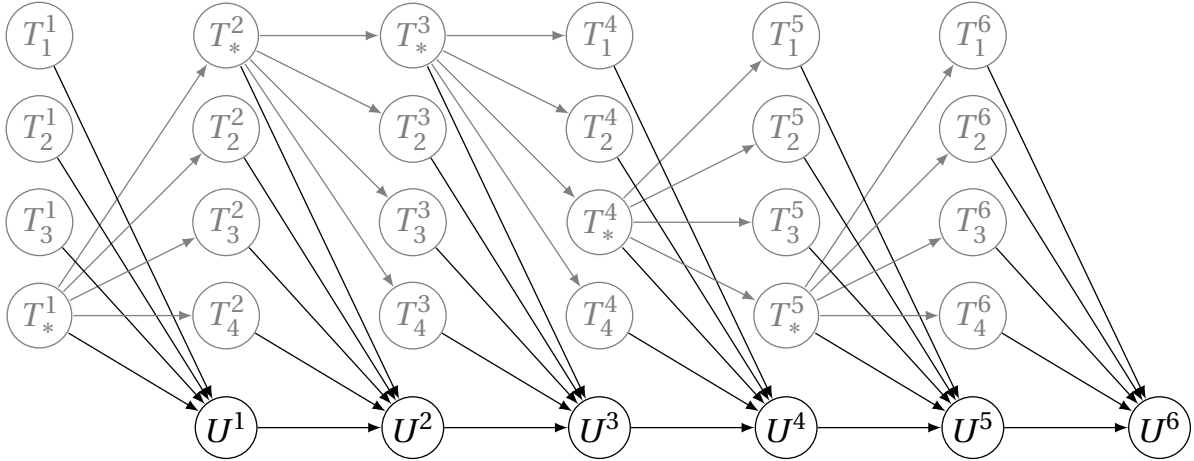 T_1^1 T_*^2 T_*^3 T_1^4 T_1^5 T_1^6
T_2^1 T_2^2 T_2^3 T_2^4 T_2^5 T_2^6
T_3^1 T_3^2 T_3^3 T_*^4 T_3^5 T_3^6
T_*^1 T_4^2 T_4^3 T_4^4 T_*^5 T_4^6
U^1 U^2 U^3 U^4 U^5 U^6